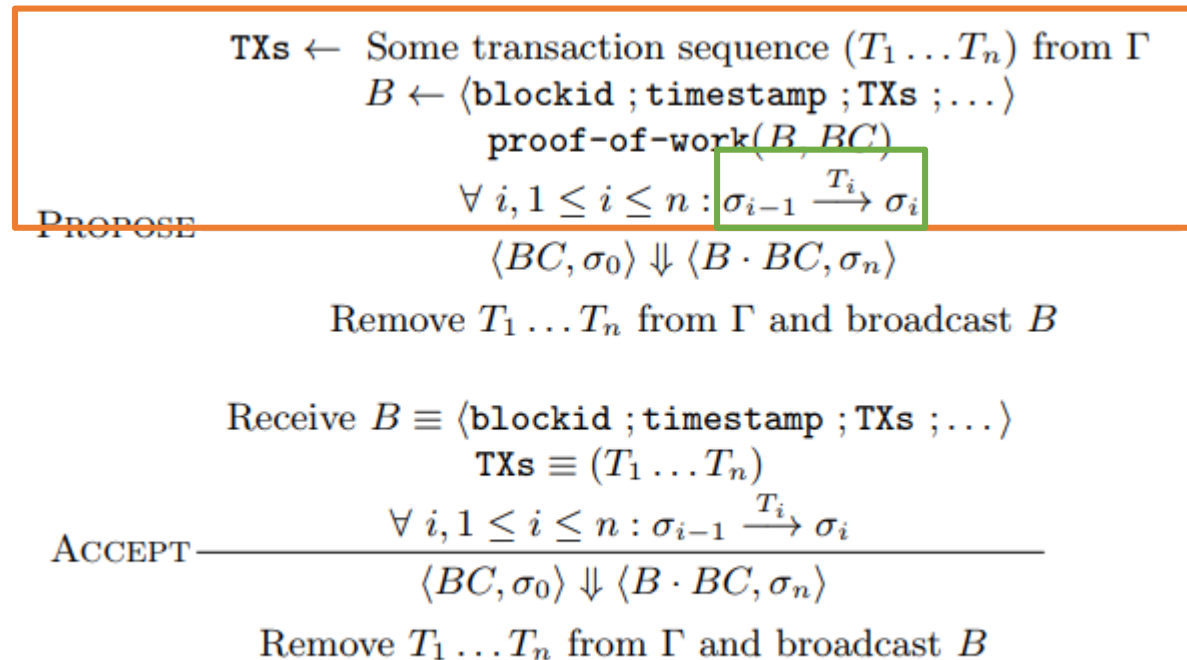 TXs ← Some transaction sequence (T₁ … Tₙ) from Γ
B ← ⟨blockid ; timestamp ; TXs ; … ⟩
proof-of-work(B, BC)
∀ i, 1 ≤ i ≤ n : σᵢ₋₁ —Tᵢ→ σᵢ
PROPOSE
⟨BC, σ₀⟩ ⇓ ⟨B · BC, σₙ⟩
Remove T₁ … Tₙ from Γ and broadcast B
Receive B ≡ ⟨blockid ; timestamp ; TXs ; … ⟩
TXs ≡ (T₁ … Tₙ)
∀ i, 1 ≤ i ≤ n : σᵢ₋₁ —Tᵢ→ σᵢ
ACCEPT
⟨BC, σ₀⟩ ⇓ ⟨B · BC, σₙ⟩
Remove T₁ … Tₙ from Γ and broadcast B